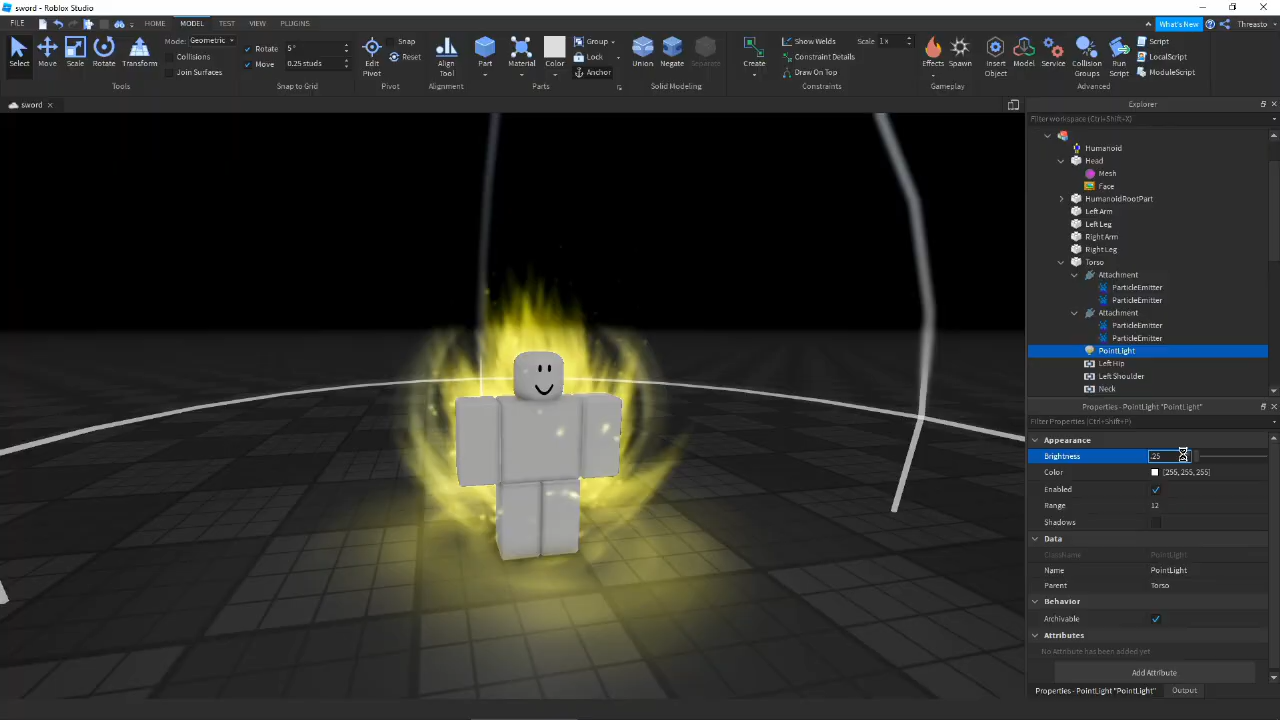 sword - Roblox Studio
FILE HOME MODEL TEST VIEW PLUGINS What's New Threasto
Select Move Scale Rotate Transform
Mode: Geometric
Collisions
Join Surfaces
Tools
Rotate 5°
Move 0.25 studs
Snap to Grid
Edit Pivot
Snap
Reset
Pivot
Align Tool
Alignment
Part Material Color
Group
Lock
Anchor
Parts
Union Negate Separate
Solid Modeling
Create
Show Welds Scale 1x
Constraint Details
Draw On Top
Constraints
Effects Spawn
Gameplay
Insert Object Model Service Collision Groups Run Script
Script
LocalScript
ModuleScript
Advanced
sword
Explorer
Filter workspace (Ctrl+Shift+X)
Humanoid
Head
Mesh
Face
HumanoidRootPart
Left Arm
Left Leg
Right Arm
Right Leg
Torso
Attachment
ParticleEmitter
ParticleEmitter
Attachment
ParticleEmitter
ParticleEmitter
PointLight
Left Hip
Left Shoulder
Neck
Properties - PointLight "PointLight"
Filter Properties (Ctrl+Shift+P)
Appearance
Brightness .25
Color [255, 255, 255]
Enabled
Range 12
Shadows
Data
ClassName PointLight
Name PointLight
Parent Torso
Behavior
Archivable
Attributes
No Attribute has been added yet
Add Attribute
Properties - PointLight "PointLight" Output